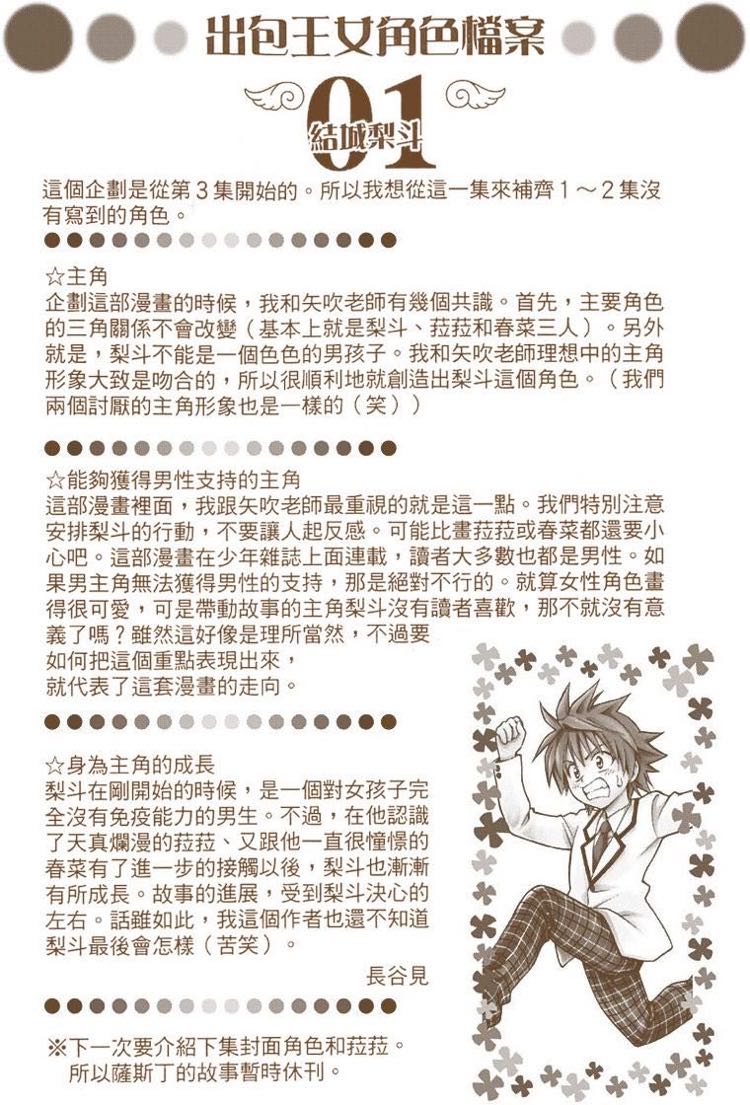 出包王女角色檔案
01
結城梨斗
這個企劃是從第3集開始的。所以我想從這一集來補齊1～2集沒
有寫到的角色。
☆主角
企劃這部漫畫的時候，我和矢吹老師有幾個共識。首先，主要角色
的三角關係不會改變（基本上就是梨斗、菈菈和春菜三人）。另外
就是，梨斗不能是一個色色的男孩子。我和矢吹老師理想中的主角
形象大致是吻合的，所以很順利地就創造出梨斗這個角色。（我們
兩個討厭的主角形象也是一樣的（笑））
☆能夠獲得男性支持的主角
這部漫畫裡面，我跟矢吹老師最重視的就是這一點。我們特別注意
安排梨斗的行動，不要讓人起反感。可能比畫菈菈或春菜都還要小
心吧。這部漫畫在少年雜誌上面連載，讀者大多數也都是男性。如
果男主角無法獲得男性的支持，那是絕對不行的。就算女性角色畫
得很可愛，可是帶動故事的主角梨斗沒有讀者喜歡，那不就沒有意
義了嗎？雖然這好像是理所當然，不過要
如何把這個重點表現出來，
就代表了這套漫畫的走向。
☆身為主角的成長
梨斗在剛開始的時候，是一個對女孩子完
全沒有免疫能力的男生。不過，在他認識
了天真爛漫的菈菈、又跟他一直很憧憬的
春菜有了進一步的接觸以後，梨斗也漸漸
有所成長。故事的進展，受到梨斗決心的
左右。話雖如此，我這個作者也還不知道
梨斗最後會怎樣（苦笑）。
長谷見
※下一次要介紹下集封面角色和菈菈。
所以薩斯丁的故事暫時休刊。